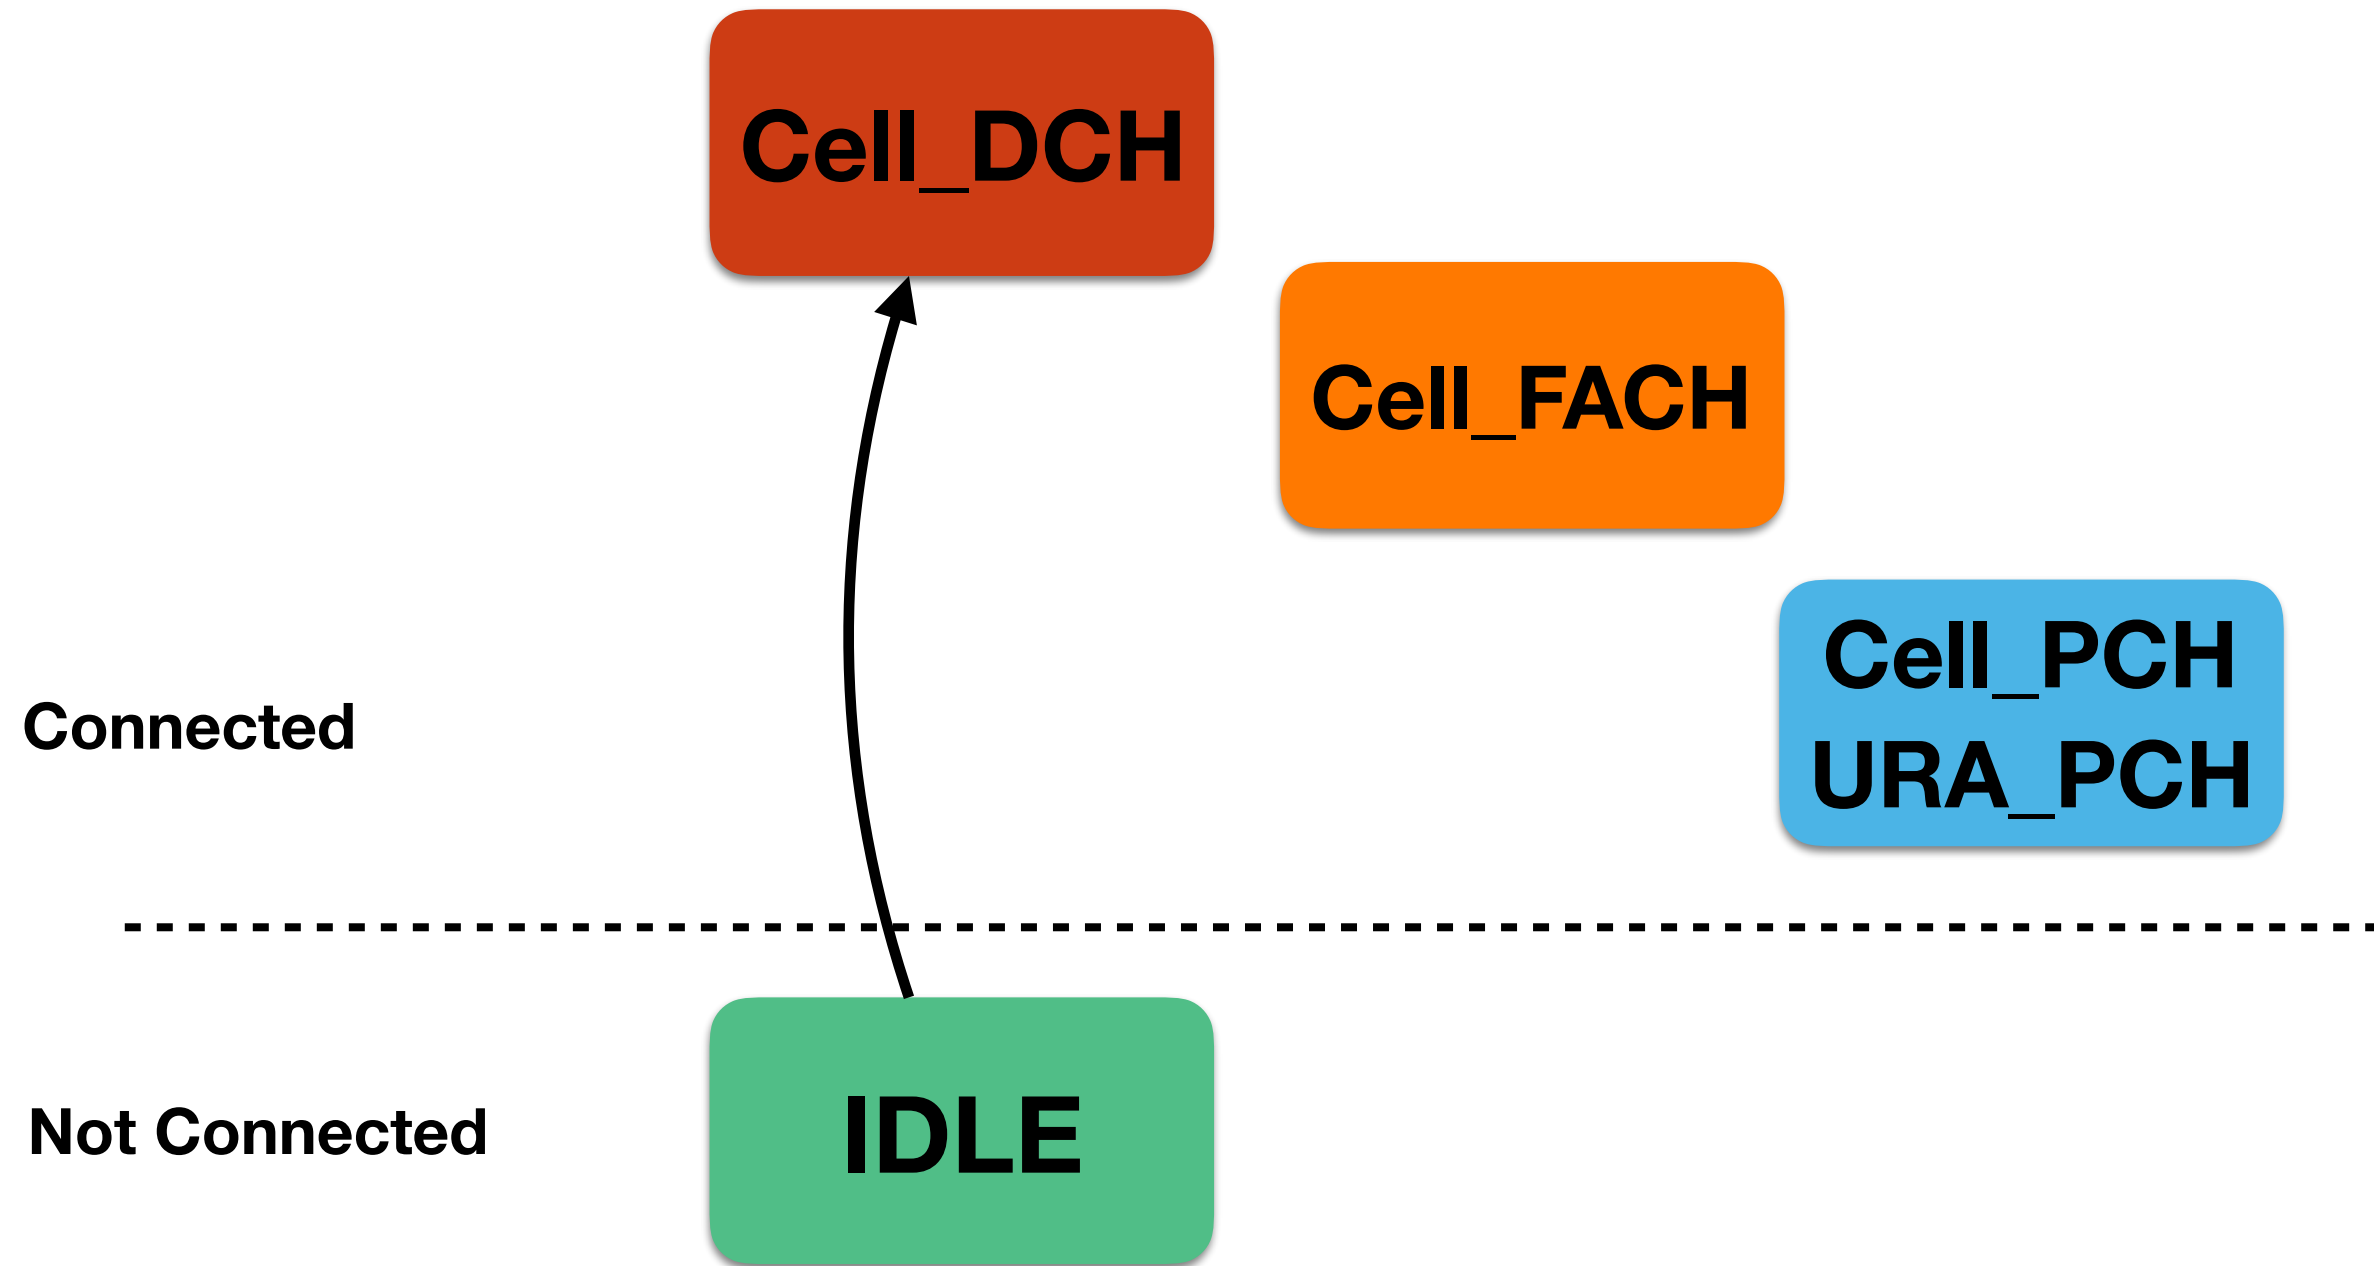 Cell_DCH
Cell_FACH
Cell_PCH
URA_PCH
Connected
Not Connected
IDLE